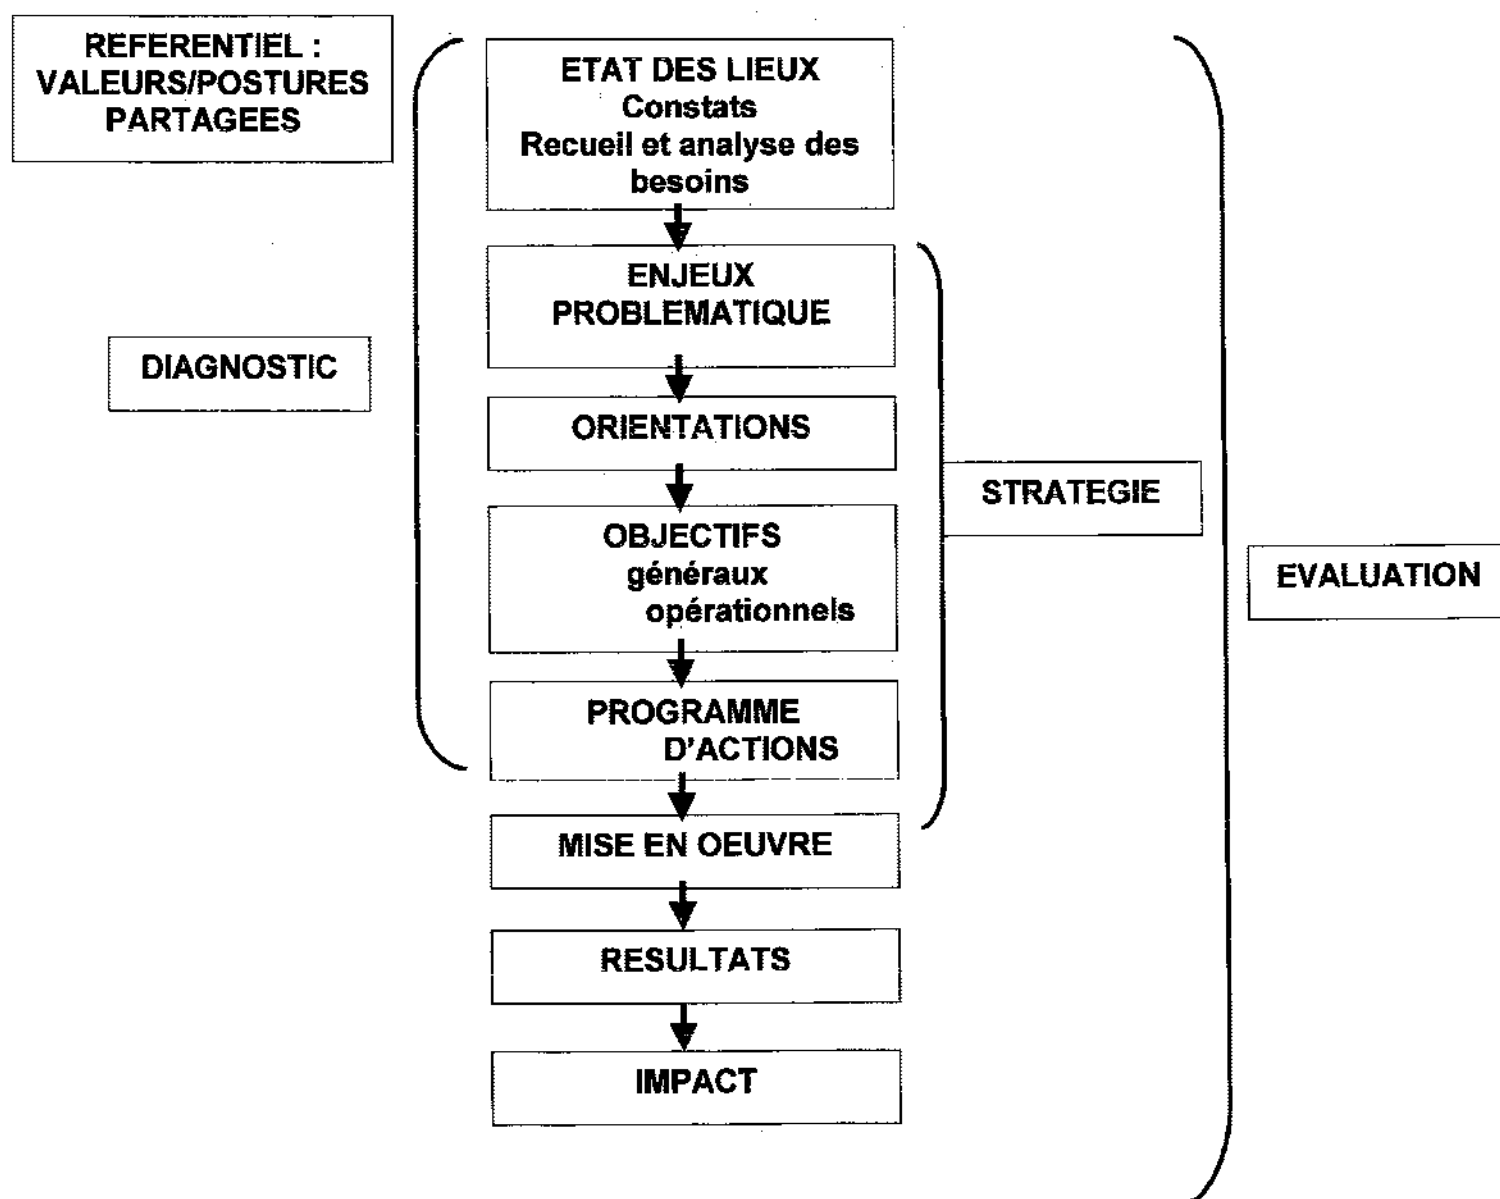 RÉFERENTIEL :
VALEURS/POSTURES
PARTAGEES
ETAT DES LIEUX
Constats
Recueil et analyse des
besoins
ENJEUX
PROBLEMATIQUE
DIAGNOSTIC
ORIENTATIONS
STRATEGIE
OBJECTIFS
généraux
opérationnels
EVALUATION
PROGRAMME
D'ACTIONS
MISE EN OEUVRE
RESULTATS
IMPACT